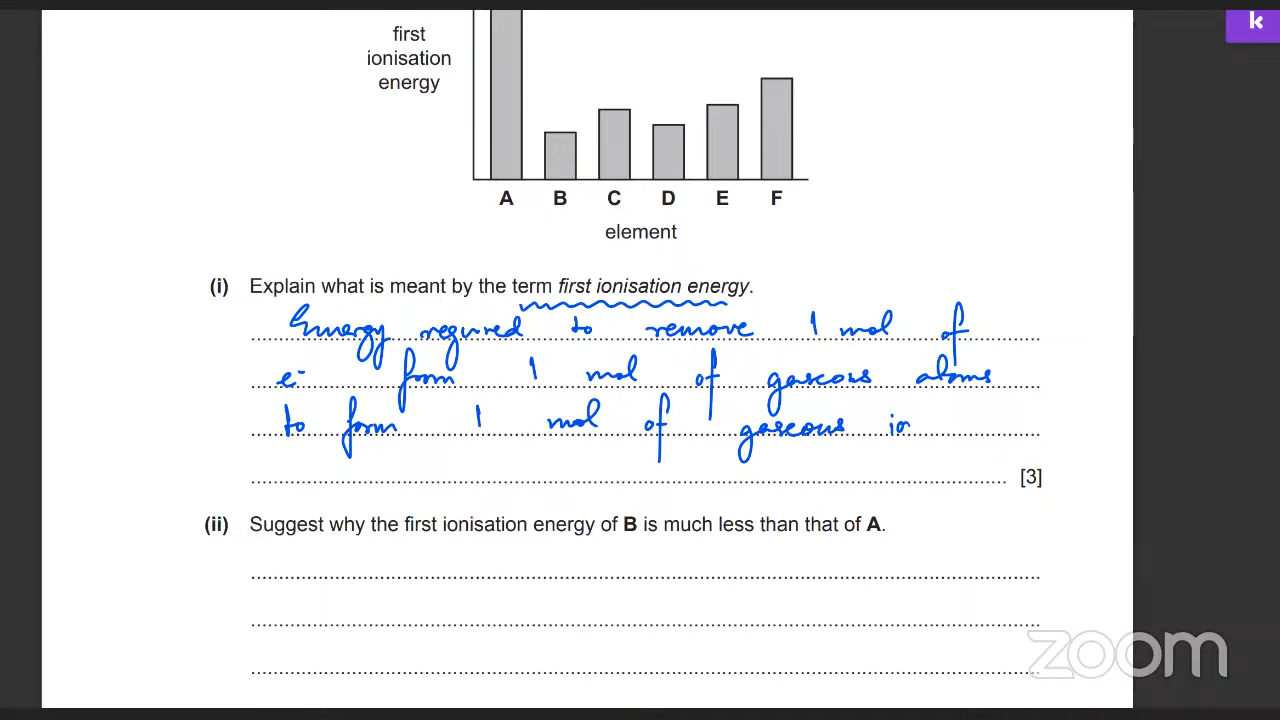 k
first
ionisation
energy
A B C D E F
element
(i) Explain what is meant by the term first ionisation energy.
Energy required to remove 1 mol of
e- from 1 mol of gaseous atoms
to form 1 mol of gaseous io
[3]
(ii) Suggest why the first ionisation energy of B is much less than that of A.
zoom